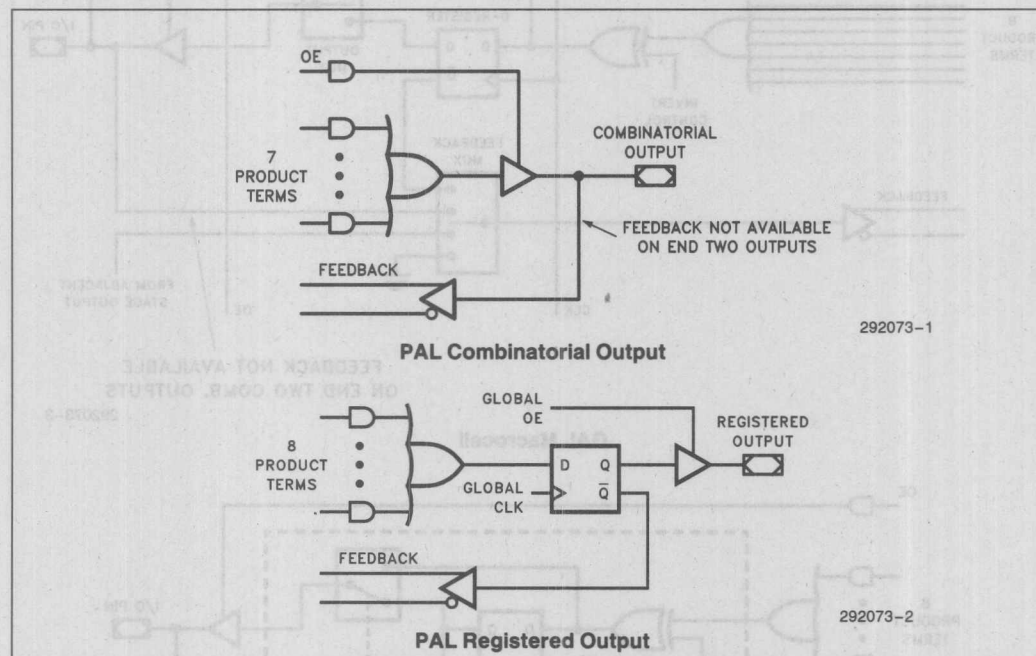 OE
7
PRODUCT
TERMS
COMBINATORIAL
OUTPUT
FEEDBACK NOT AVAILABLE
ON END TWO OUTPUTS
FEEDBACK
292073-1
PAL Combinatorial Output
GLOBAL
OE
REGISTERED
OUTPUT
8
PRODUCT
TERMS
D Q
GLOBAL
CLK
Q̅
FEEDBACK
292073-2
PAL Registered Output